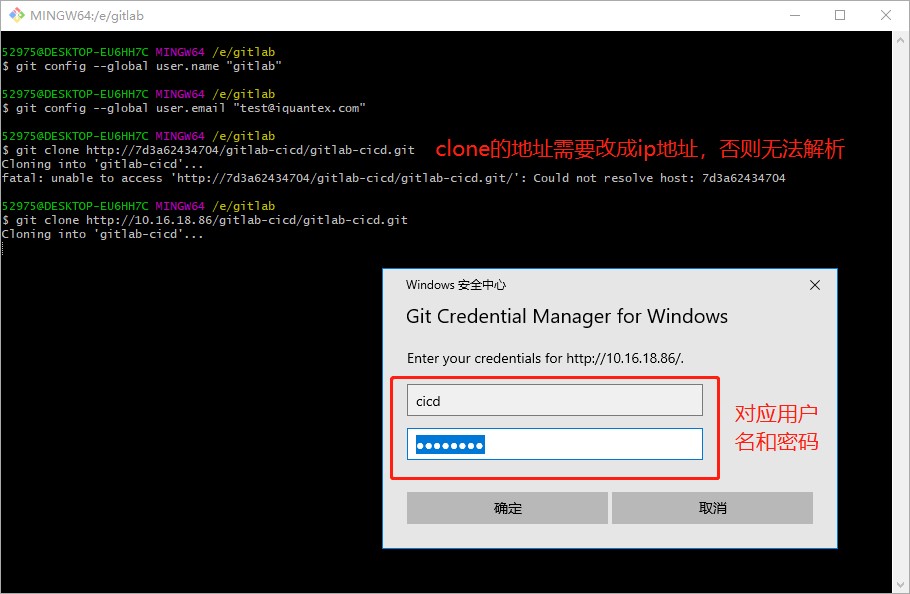 MINGW64:/e/gitlab
52975@DESKTOP-EU6HH7C MINGW64 /e/gitlab
$ git config --global user.name "gitlab"
52975@DESKTOP-EU6HH7C MINGW64 /e/gitlab
$ git config --global user.email "test@iquantex.com"
52975@DESKTOP-EU6HH7C MINGW64 /e/gitlab
$ git clone http://7d3a62434704/gitlab-cicd/gitlab-cicd.git
clone的地址需要改成ip地址，否则无法解析
Cloning into 'gitlab-cicd'...
fatal: unable to access 'http://7d3a62434704/gitlab-cicd/gitlab-cicd.git/': Could not resolve host: 7d3a62434704
52975@DESKTOP-EU6HH7C MINGW64 /e/gitlab
$ git clone http://10.16.18.86/gitlab-cicd/gitlab-cicd.git
Cloning into 'gitlab-cicd'...
Windows 安全中心
Git Credential Manager for Windows
Enter your credentials for http://10.16.18.86/.
cicd
●●●●●●●●
对应用户
名和密码
确定
取消